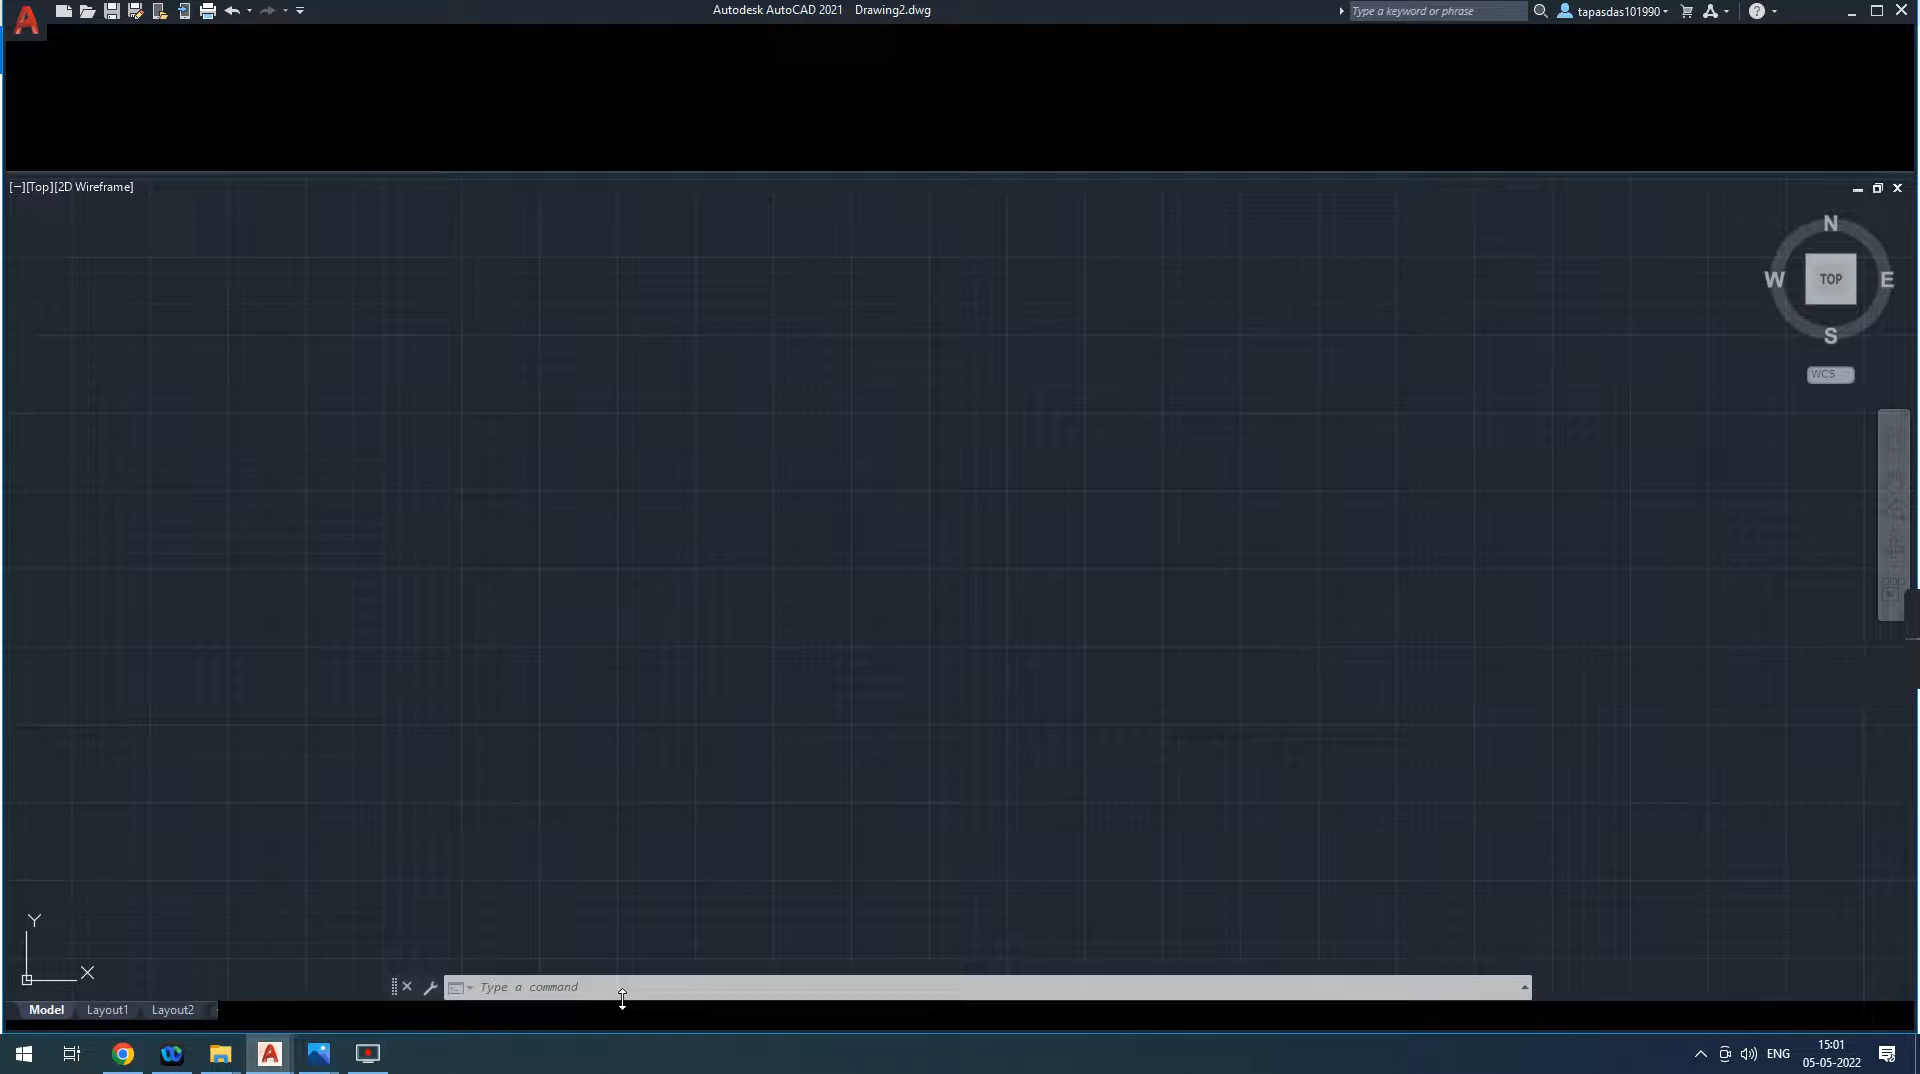 Autodesk AutoCAD 2021 Drawing2.dwg
Type a keyword or phrase
tapasdas101990
[−][Top][2D Wireframe]
N
W TOP E
S
WCS
Y
X
Type a command
Model Layout1 Layout2
ENG
15:01
05-05-2022